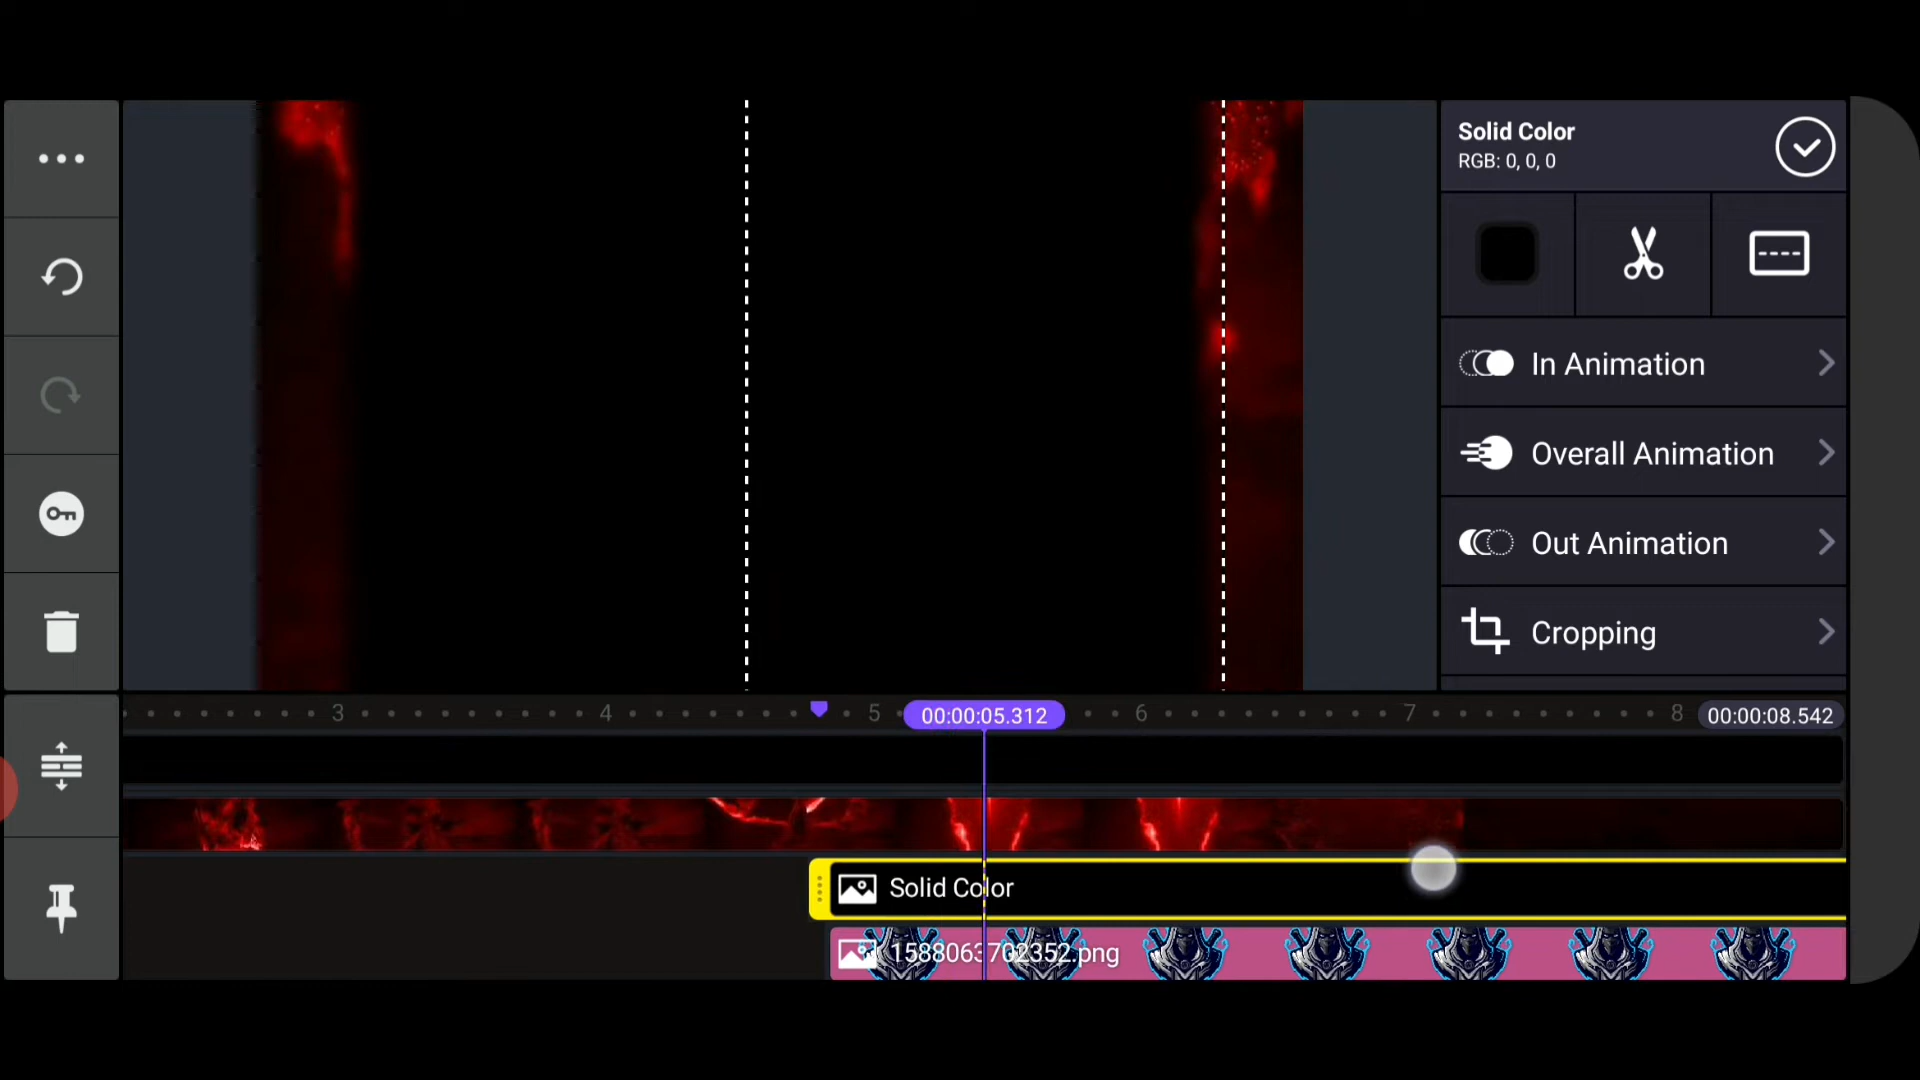 Solid Color
RGB: 0, 0, 0
In Animation
Overall Animation
Out Animation
Cropping
3 4 5 00:00:05.312 6 7 8 00:00:08.542
Solid Color
1588063702352.png